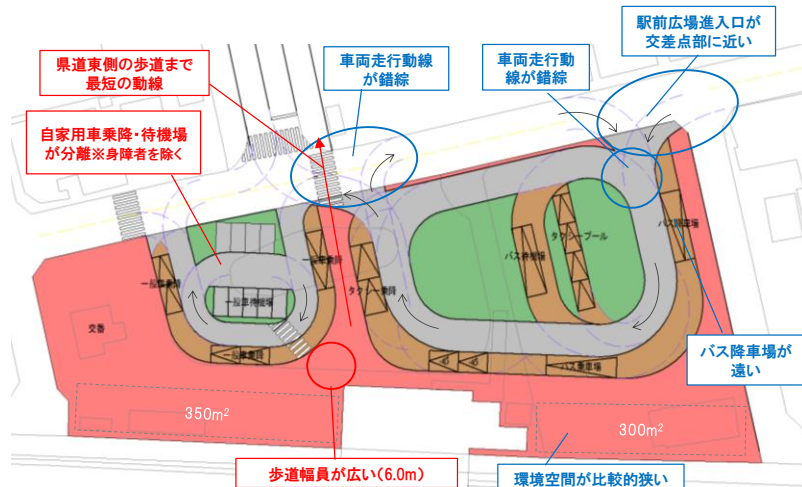 駅前広場進入口が
交差点部に近い
県道東側の歩道まで
最短の動線
車両走行動線
が錯綜
車両走行動
線が錯綜
自家用車乗降・待機場
が分離※身障者を除く
バス降車場
タクシープール
バス待機場
一般車乗降
一般車乗降
タクシー乗降
一般車待機場
交番
一般車乗降
バス乗車場
バス降車場が
遠い
350m²
300m²
歩道幅員が広い(6.0m)
環境空間が比較的狭い